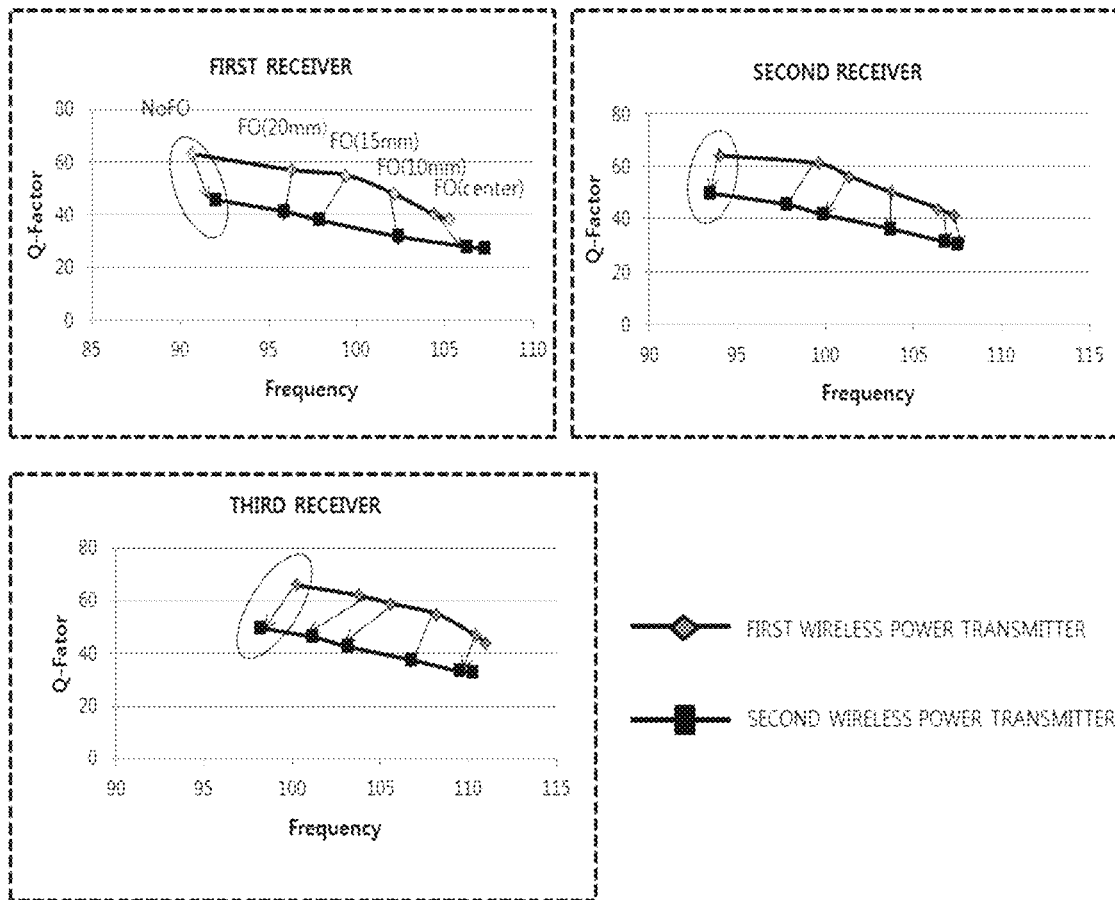 FIRST RECEIVER
80
60
40
20
0
Q-Factor
NoFO
FO(20mm)
FO(15mm)
FO(10mm)
FO(center)
85 90 95 100 105 110
Frequency
SECOND RECEIVER
80
60
40
20
0
Q-Factor
90 95 100 105 110 115
Frequency
THIRD RECEIVER
80
60
40
20
0
Q-Factor
90 95 100 105 110 115
Frequency
FIRST WIRELESS POWER TRANSMITTER
SECOND WIRELESS POWER TRANSMITTER